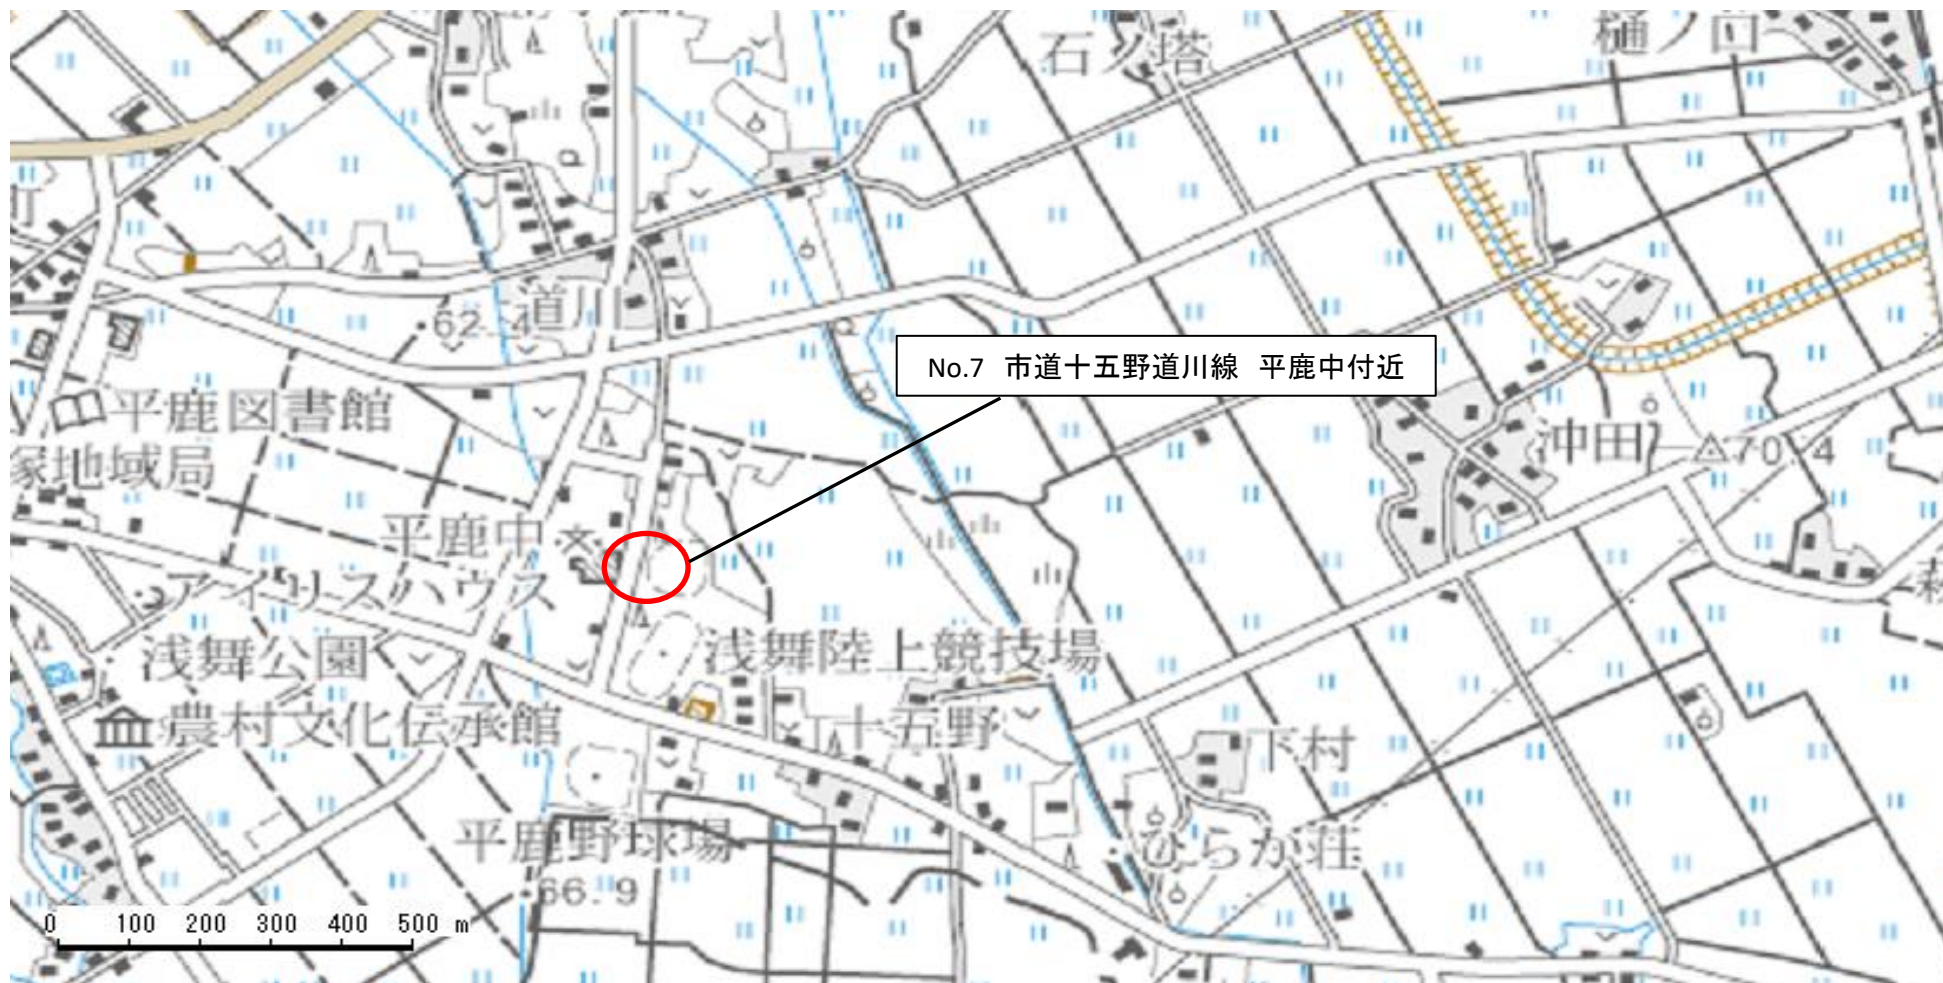 石ノ塔
樋ノ口
町
道川
62.4
No.7 市道十五野道川線 平鹿中付近
平鹿図書館
沖田
70.4
家地域局
平鹿中
文
アイリスハウス
浅舞公園
浅舞陸上競技場
農村文化伝承館
十五野
下村
平鹿野球場
ひらか荘
66.9
0 100 200 300 400 500 m